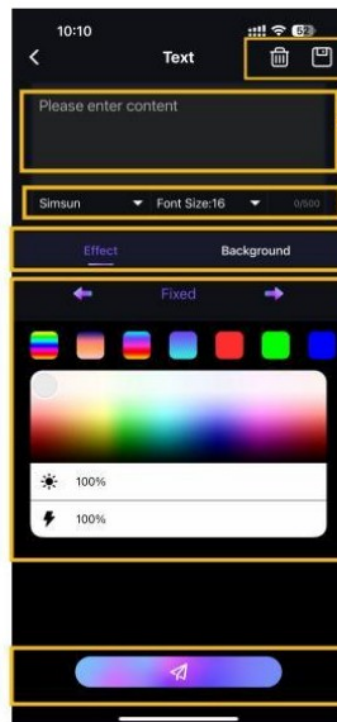 10:10
52
Text
Please enter content
Simsun Font Size:16 0/500
Effect Background
Fixed
100%
100%